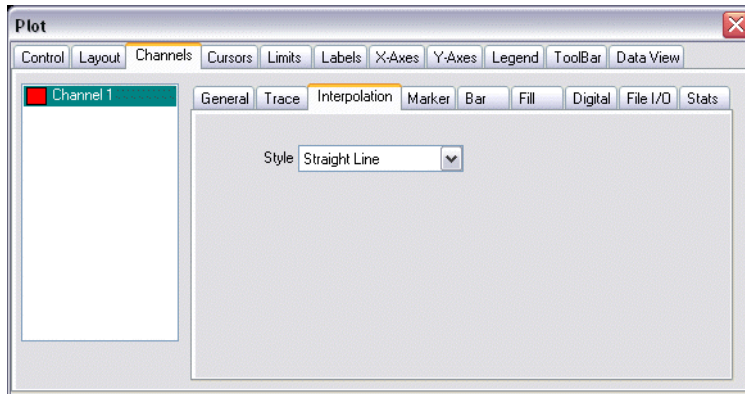 Plot
Control Layout Channels Cursors Limits Labels X-Axes Y-Axes Legend ToolBar Data View
Channel 1
General Trace Interpolation Marker Bar Fill Digital File I/O Stats
Style Straight Line